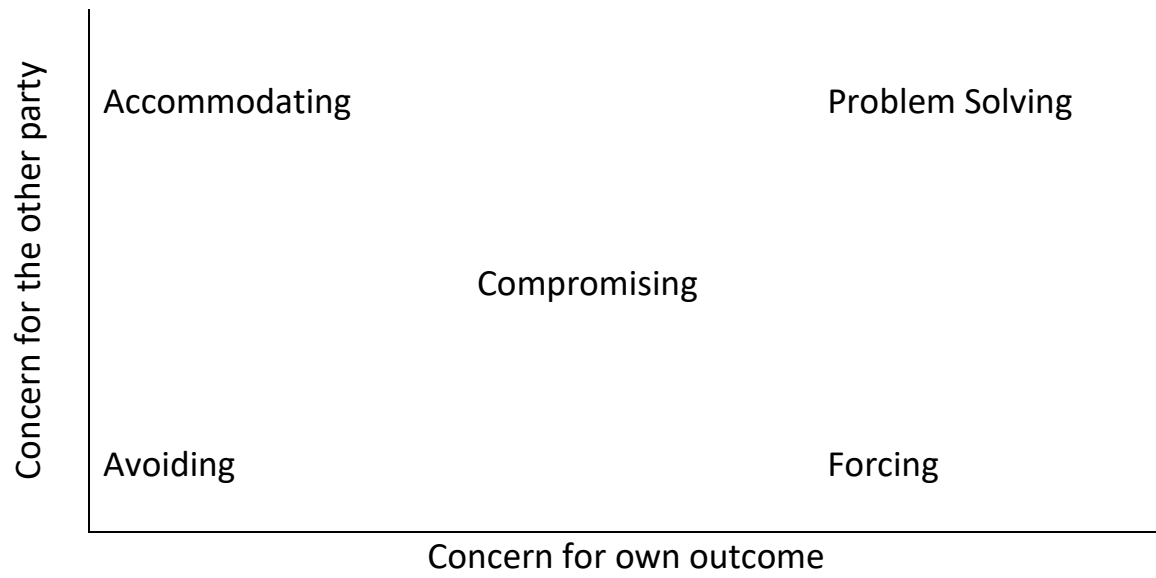 Concern for the other party
Accommodating
Problem Solving
Compromising
Avoiding
Forcing
Concern for own outcome